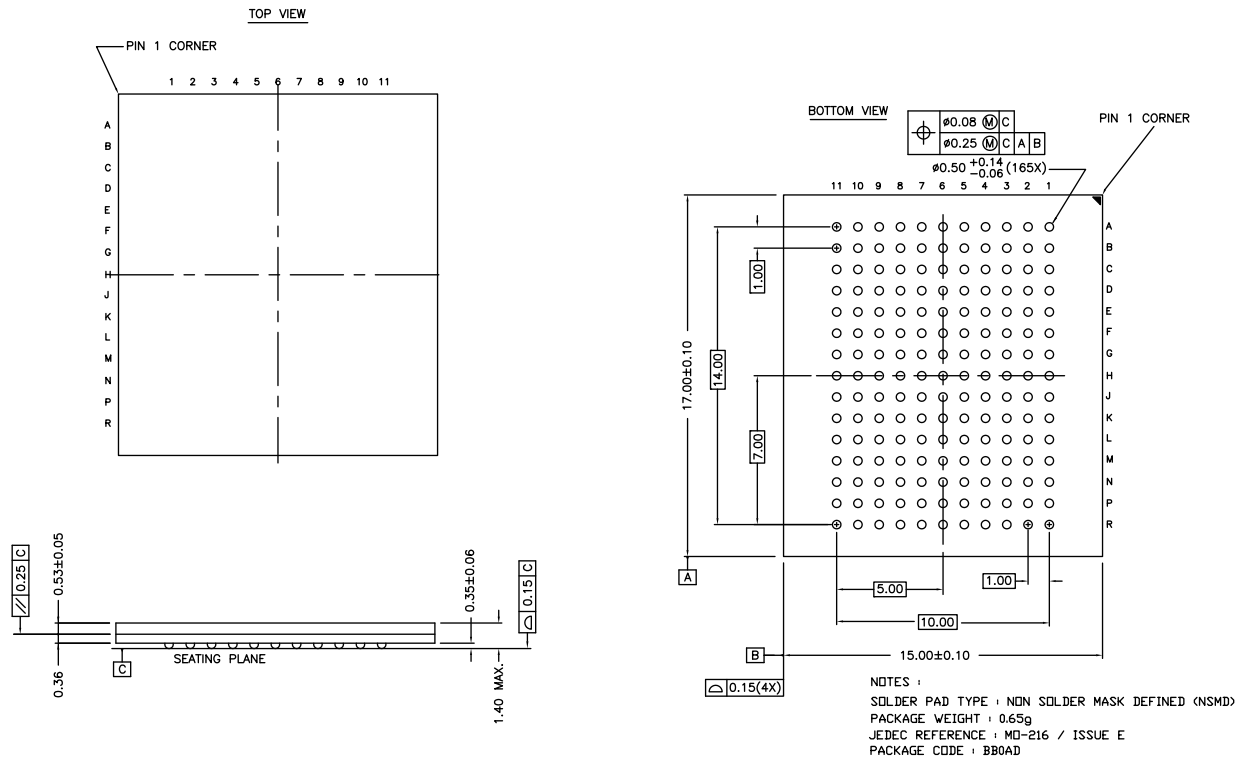 TOP VIEW
PIN 1 CORNER
1 2 3 4 5 6 7 8 9 10 11
A
B
C
D
E
F
G
H
J
K
L
M
N
P
R
BOTTOM VIEW
⌀0.08 Ⓜ C
⌀0.25 Ⓜ C A B
⌀0.50 +0.14 -0.06 (165X)
PIN 1 CORNER
11 10 9 8 7 6 5 4 3 2 1
A
B
C
D
E
F
G
H
J
K
L
M
N
P
R
1.00
17.00±0.10
14.00
7.00
A
5.00
1.00
10.00
B
15.00±0.10
0.15(4X)
// 0.25 C
0.53±0.05
0.36
0.35±0.06
0.15 C
SEATING PLANE
C
1.40 MAX.
NOTES :
SOLDER PAD TYPE : NON SOLDER MASK DEFINED (NSMD)
PACKAGE WEIGHT : 0.65g
JEDEC REFERENCE : MO-216 / ISSUE E
PACKAGE CODE : BB0AD